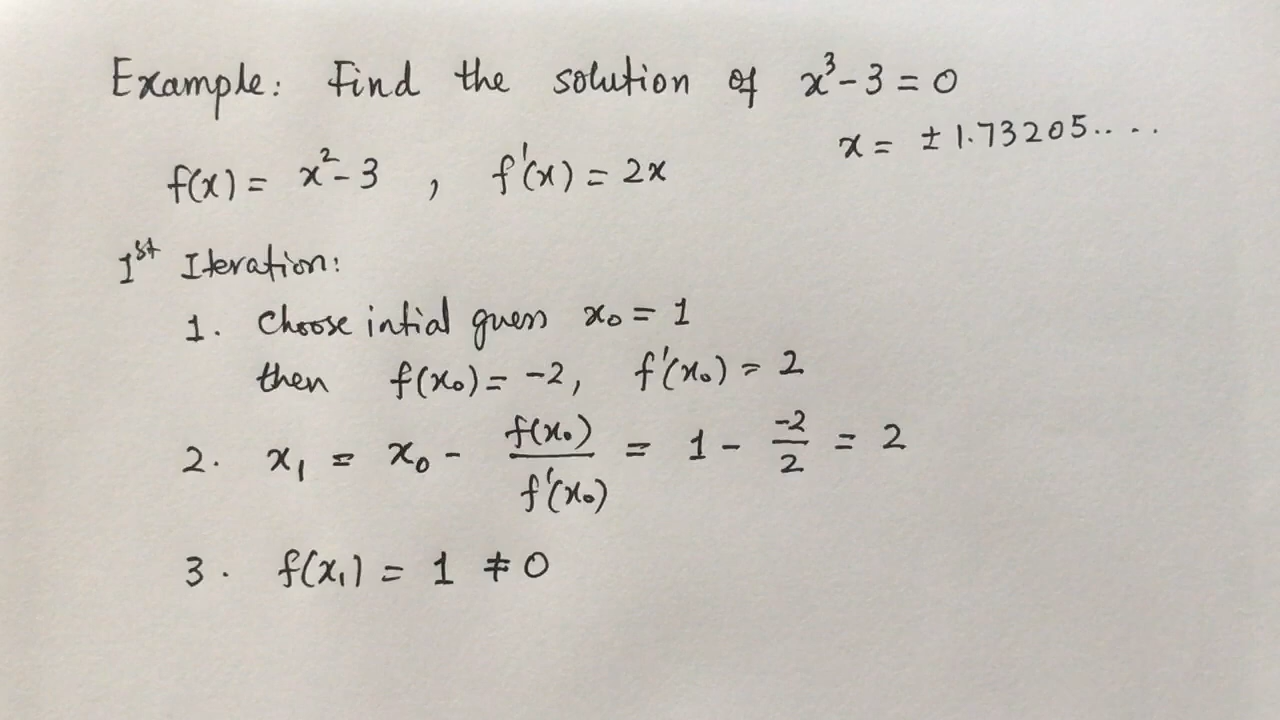 Example: Find the solution of x³ - 3 = 0
x = ± 1.73205....
f(x) = x² - 3 , f'(x) = 2x
1st Iteration:
1. Choose intial guess x₀ = 1
then f(x₀) = -2, f'(x₀) = 2
2. x₁ = x₀ - f(x₀)/f'(x₀) = 1 - -2/2 = 2
3. f(x₁) = 1 ≠ 0